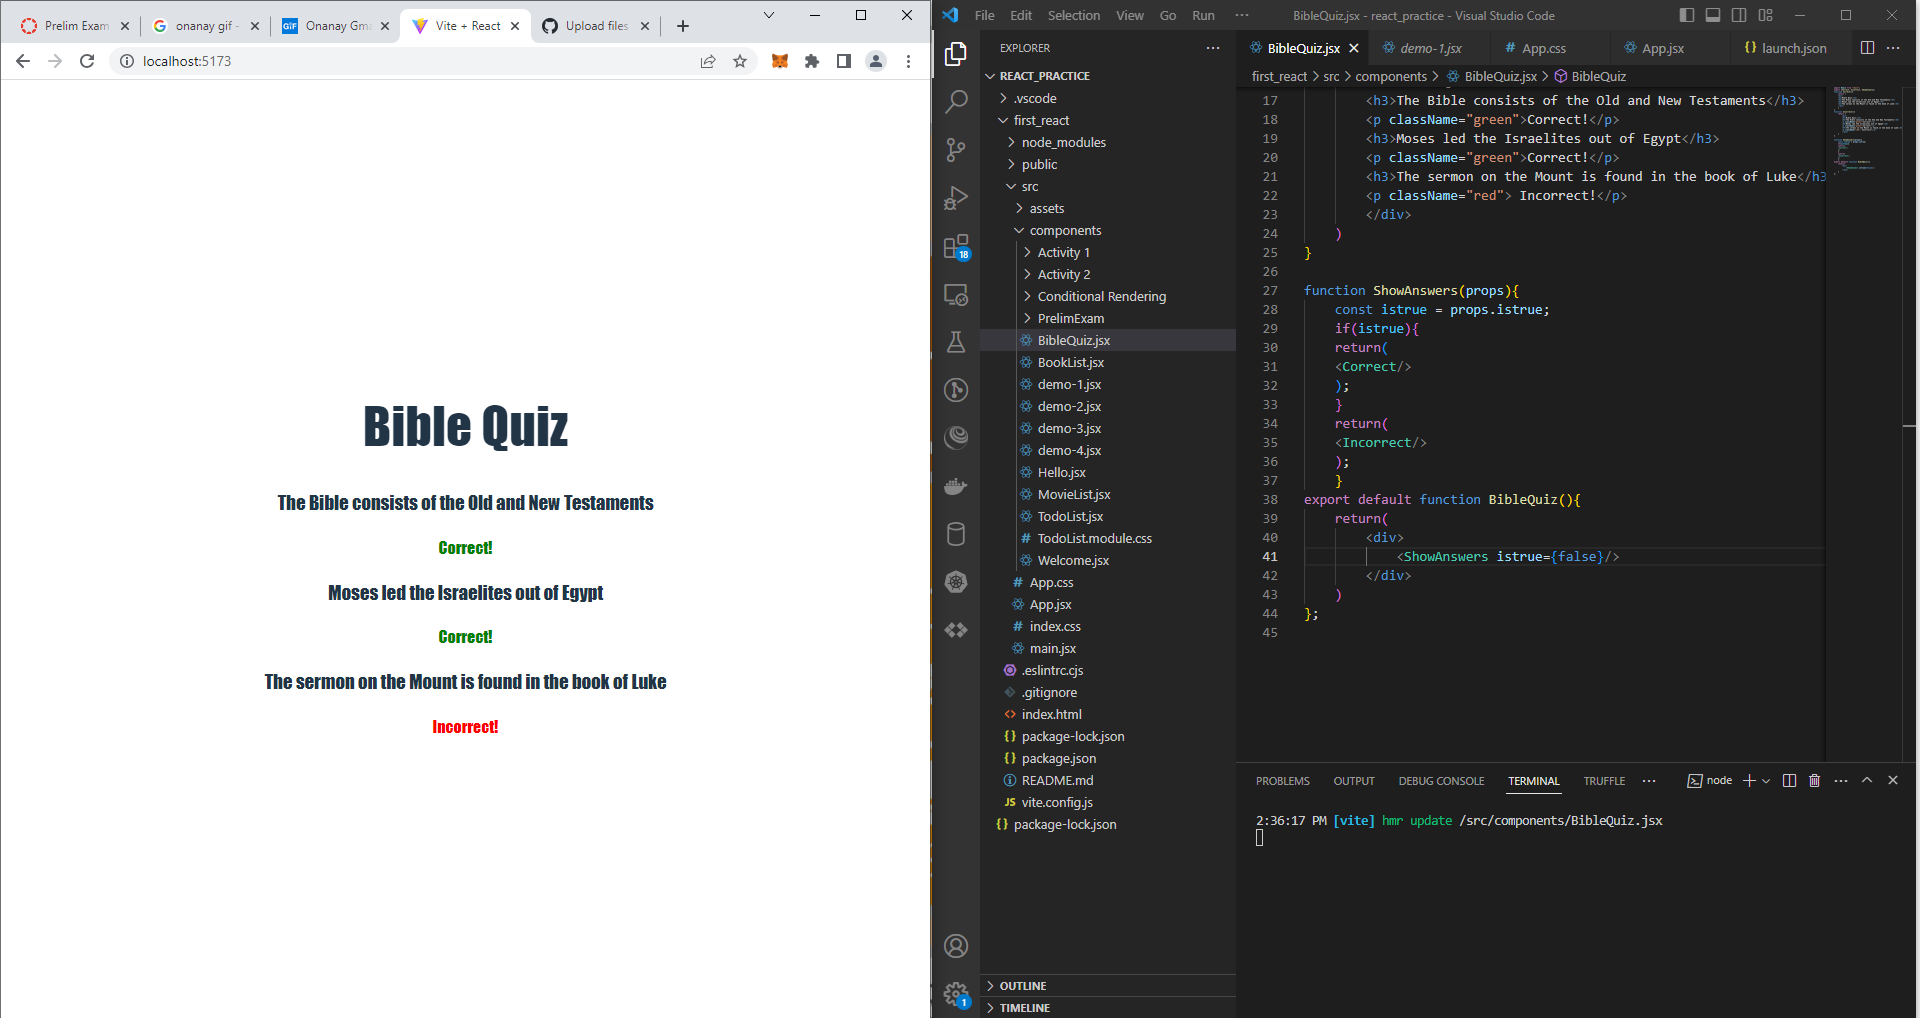 Prelim Exam
onanay gif -
Onanay Gma
Vite + React
Upload files
localhost:5173
Bible Quiz
The Bible consists of the Old and New Testaments
Correct!
Moses led the Israelites out of Egypt
Correct!
The sermon on the Mount is found in the book of Luke
Incorrect!
File Edit Selection View Go Run ··· BibleQuiz.jsx - react_practice - Visual Studio Code
EXPLORER
REACT_PRACTICE
.vscode
first_react
node_modules
public
src
assets
components
Activity 1
Activity 2
Conditional Rendering
PrelimExam
BibleQuiz.jsx
BookList.jsx
demo-1.jsx
demo-2.jsx
demo-3.jsx
demo-4.jsx
Hello.jsx
MovieList.jsx
TodoList.jsx
# TodoList.module.css
Welcome.jsx
# App.css
App.jsx
# index.css
main.jsx
.eslintrc.cjs
.gitignore
<> index.html
{} package-lock.json
{} package.json
README.md
JS vite.config.js
{} package-lock.json
OUTLINE
TIMELINE
18
1
BibleQuiz.jsx demo-1.jsx # App.css App.jsx {} launch.json
first_react > src > components > BibleQuiz.jsx > BibleQuiz
17 <h3>The Bible consists of the Old and New Testaments</h3>
18 <p className="green">Correct!</p>
19 <h3>Moses led the Israelites out of Egypt</h3>
20 <p className="green">Correct!</p>
21 <h3>The sermon on the Mount is found in the book of Luke</h3
22 <p className="red"> Incorrect!</p>
23 </div>
24 )
25 }
26
27 function ShowAnswers(props){
28 const istrue = props.istrue;
29 if(istrue){
30 return(
31 <Correct/>
32 );
33 }
34 return(
35 <Incorrect/>
36 );
37 }
38 export default function BibleQuiz(){
39 return(
40 <div>
41 <ShowAnswers istrue={false}/>
42 </div>
43 )
44 };
45
PROBLEMS OUTPUT DEBUG CONSOLE TERMINAL TRUFFLE ··· node
2:36:17 PM [vite] hmr update /src/components/BibleQuiz.jsx